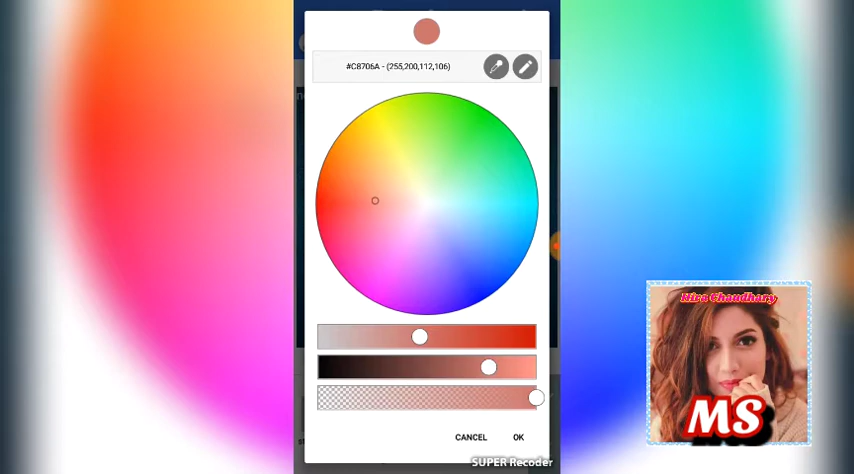 #C8706A - (255,200,112,106)
Hira Chaudhary
MS
CANCEL
OK
SUPER Recoder